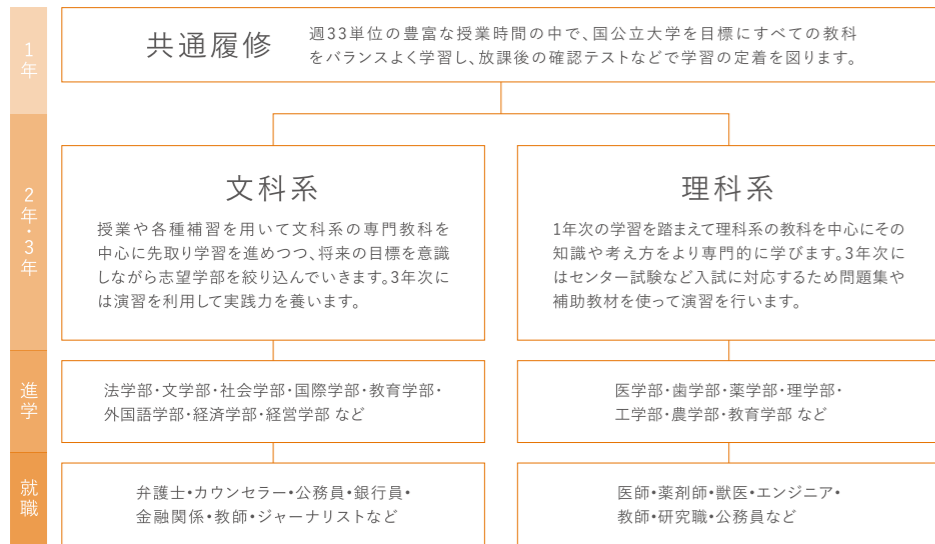 1年
共通履修
週33単位の豊富な授業時間の中で、国公立大学を目標にすべての教科
をバランスよく学習し、放課後の確認テストなどで学習の定着を図ります。
2年・3年
文科系
授業や各種補習を用いて文科系の専門教科を
中心に先取り学習を進めつつ、将来の目標を意識
しながら志望学部を絞り込んでいきます。3年次に
は演習を利用して実践力を養います。
理科系
1年次の学習を踏まえて理科系の教科を中心にその
知識や考え方をより専門的に学びます。3年次に
はセンター試験など入試に対応するため問題集や
補助教材を使って演習を行います。
進学
法学部・文学部・社会学部・国際学部・教育学部・
外国語学部・経済学部・経営学部 など
医学部・歯学部・薬学部・理学部・
工学部・農学部・教育学部 など
就職
弁護士・カウンセラー・公務員・銀行員・
金融関係・教師・ジャーナリストなど
医師・薬剤師・獣医・エンジニア・
教師・研究職・公務員など